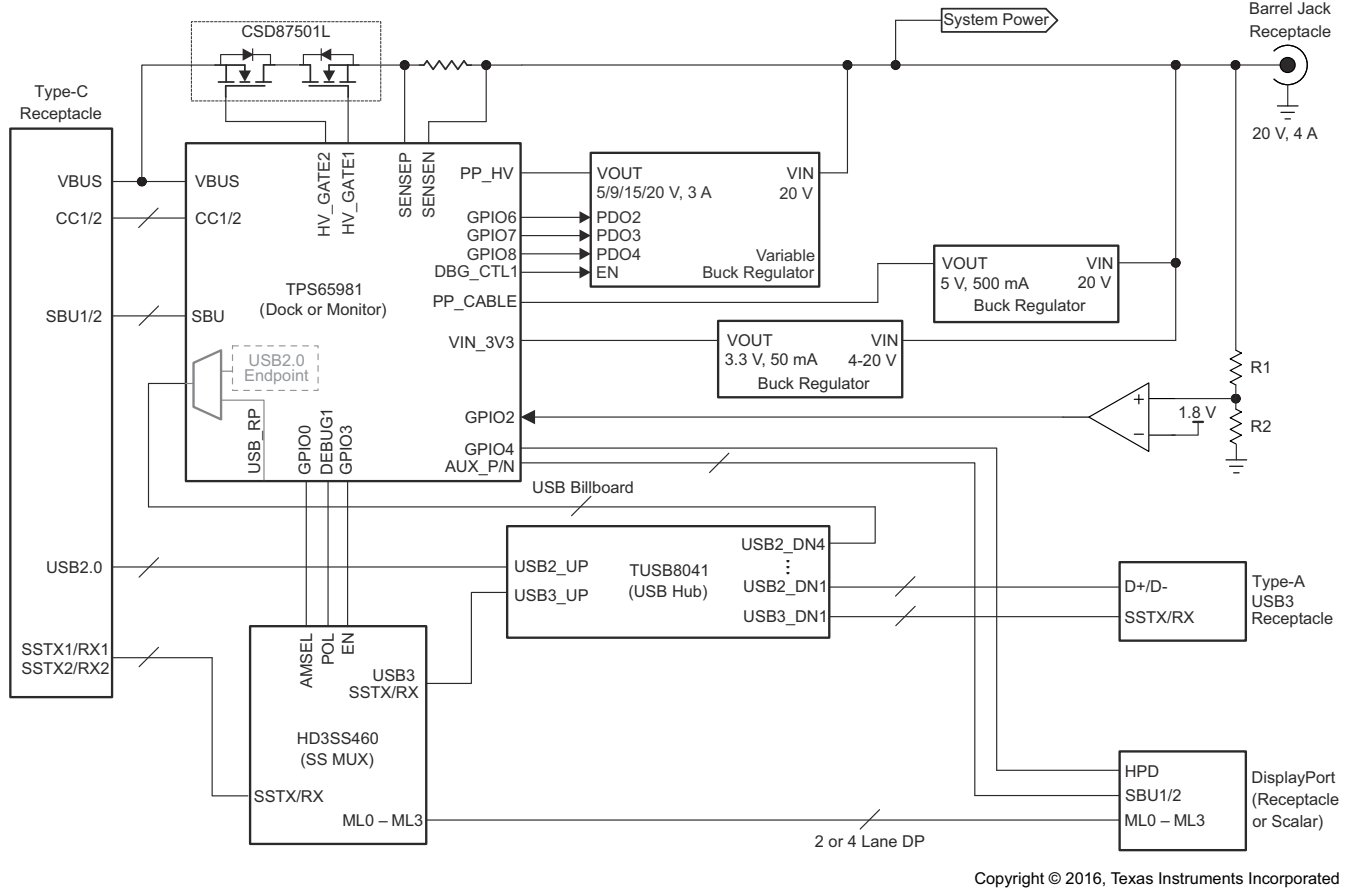 System Power
Barrel Jack
Receptacle
20 V, 4 A
CSD87501L
Type-C
Receptacle
VBUS
CC1/2
SBU1/2
USB2.0
SSTX1/RX1
SSTX2/RX2
VBUS
CC1/2
SBU
HV_GATE2
HV_GATE1
SENSEP
SENSEN
PP_HV
GPIO6
GPIO7
GPIO8
DBG_CTL1
PP_CABLE
VIN_3V3
GPIO2
GPIO4
AUX_P/N
TPS65981
(Dock or Monitor)
USB2.0
Endpoint
USB_RP
GPIO0
DEBUG1
GPIO3
VOUT
5/9/15/20 V, 3 A
PDO2
PDO3
PDO4
EN
VIN
20 V
Variable
Buck Regulator
VOUT
5 V, 500 mA
VIN
20 V
Buck Regulator
VOUT
3.3 V, 50 mA
VIN
4-20 V
Buck Regulator
R1
R2
+
–
1.8 V
USB Billboard
USB2_UP
USB3_UP
TUSB8041
(USB Hub)
USB2_DN4
USB2_DN1
USB3_DN1
D+/D-
SSTX/RX
Type-A
USB3
Receptacle
AMSEL
POL
EN
USB3
SSTX/RX
HD3SS460
(SS MUX)
SSTX/RX
ML0 – ML3
2 or 4 Lane DP
HPD
SBU1/2
ML0 – ML3
DisplayPort
(Receptacle
or Scalar)
Copyright © 2016, Texas Instruments Incorporated